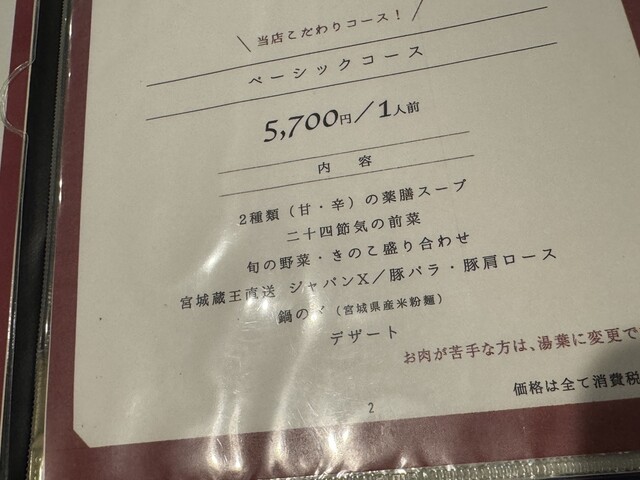 当店こだわりコース！
ベーシックコース
5,700円／1人前
内 容
2種類（甘・辛）の薬膳スープ
二十四節気の前菜
旬の野菜・きのこ盛り合わせ
宮城蔵王直送 ジャパンX／豚バラ・豚肩ロース
鍋の （宮城県産米粉麺）
デザート
お肉が苦手な方は、湯葉に変更で
価格は全て消費税
2